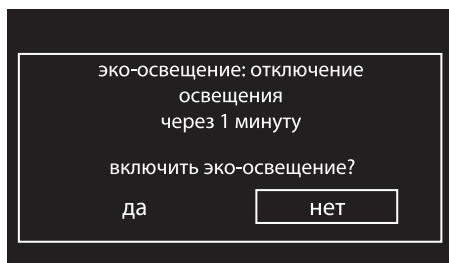 эко-освещение: отключение
освещения
через 1 минуту
включить эко-освещение?
да нет